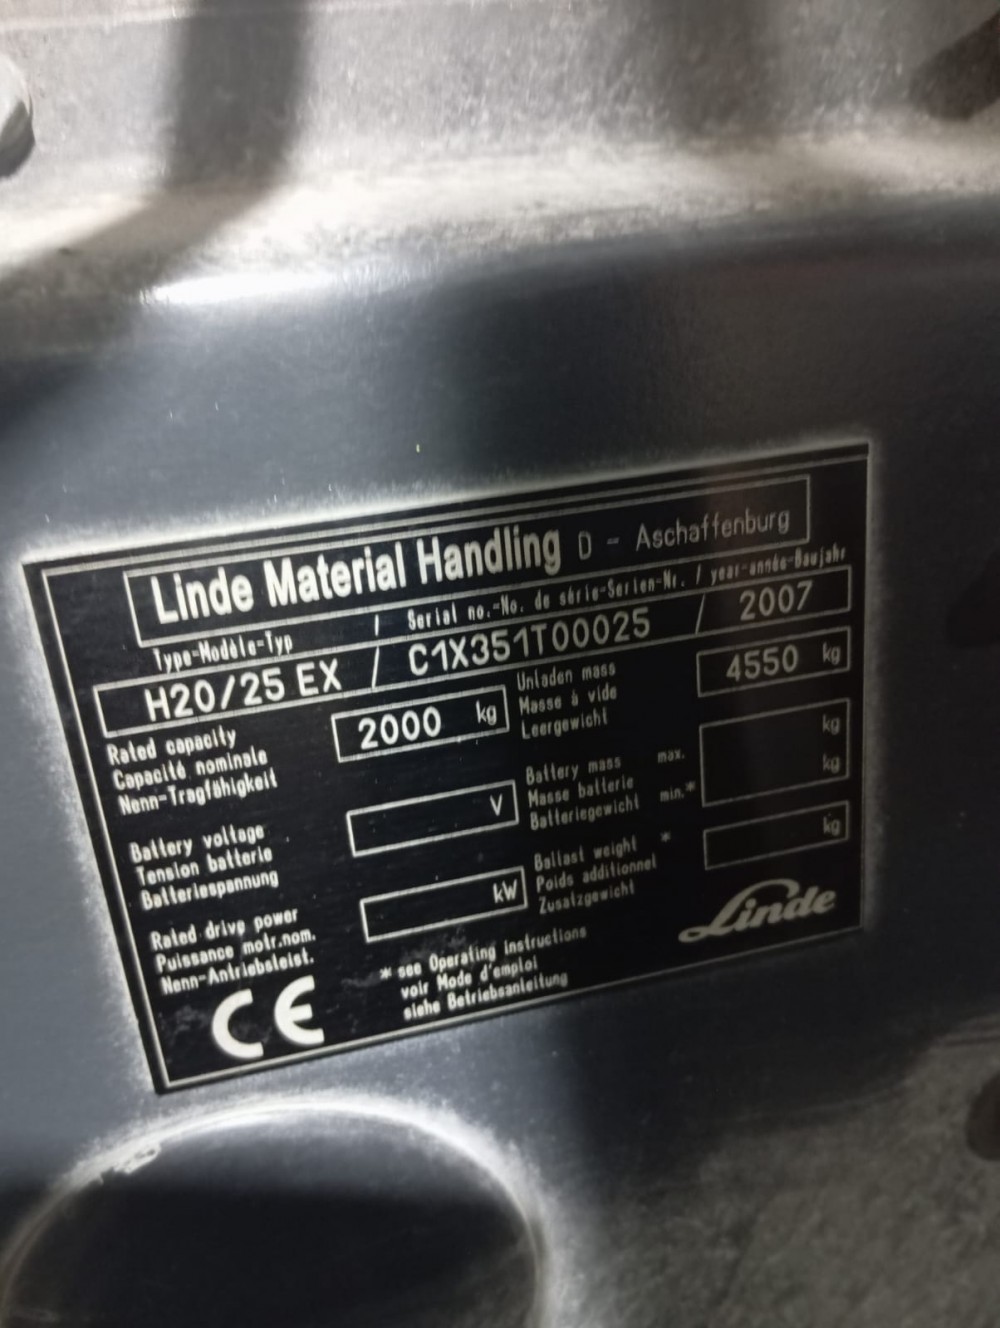 Linde Material Handling D - Aschaffenburg
Type-Modèle-Typ / Serial no.-No. de série-Serien-Nr. / year-année-Baujahr
H20/25 EX / C1X351T00025 / 2007
Rated capacity
Capacité nominale
Nenn-Tragfähigkeit
2000 kg
Unladen mass
Masse à vide
Leergewicht
4550 kg
Battery voltage
Tension batterie
Batteriespannung
V
Battery mass max. kg
Masse batterie
Batteriegewicht min.* kg
Rated drive power
Puissance motr.nom.
Nenn-Antriebsleist.
kW
Ballast weight *
Poids additionnel
Zusatzgewicht
kg
CE
* see Operating instructions
voir Mode d'emploi
siehe Betriebsanleitung
Linde